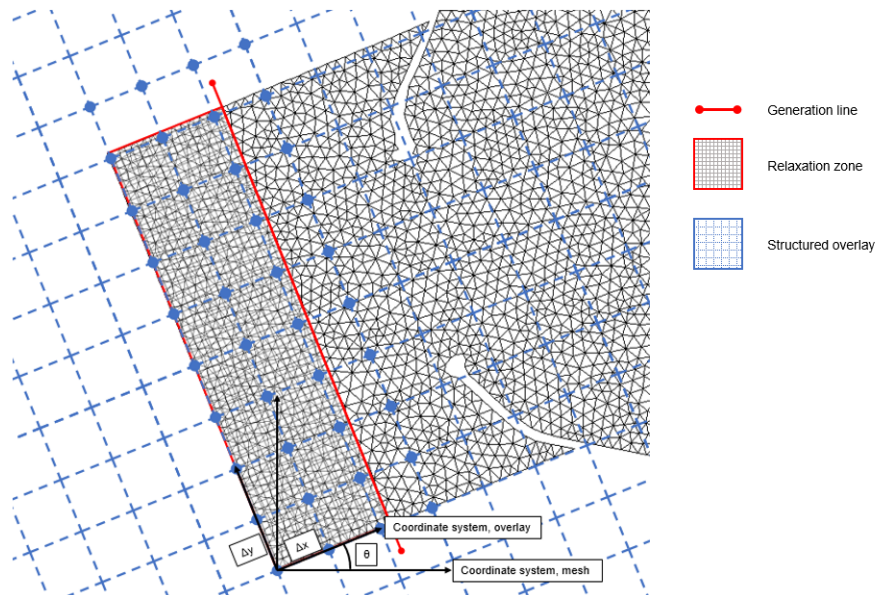 Generation line
Relaxation zone
Structured overlay
Coordinate system, overlay
Δy
Δx
θ
Coordinate system, mesh